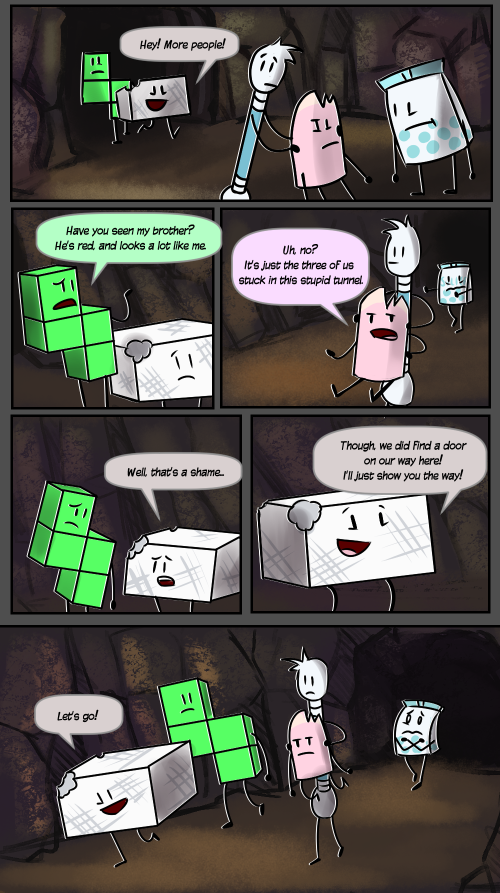 Hey! More people!
Have you seen my brother?
He's red, and looks a lot like me.
Uh, no?
It's just the three of us
stuck in this stupid tunnel.
Well, that's a shame..
Though, we did find a door
on our way here!
I'll just show you the way!
Let's go!